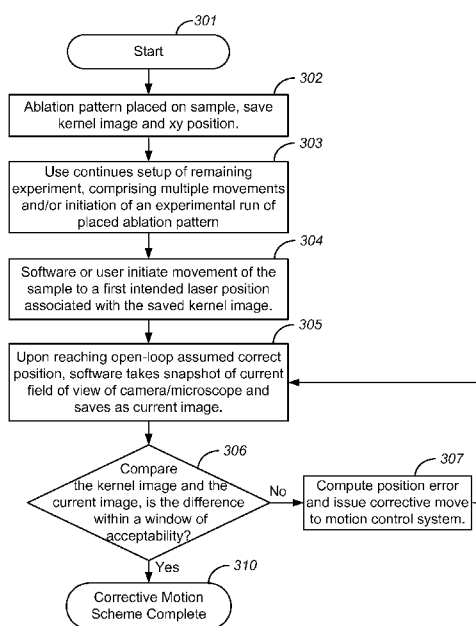 301
Start
302
Ablation pattern placed on sample, save
kernel image and xy position.
303
Use continues setup of remaining
experiment, comprising multiple movements
and/or initiation of an experimental run of
placed ablation pattern
304
Software or user initiate movement of the
sample to a first intended laser position
associated with the saved kernel image.
305
Upon reaching open-loop assumed correct
position, software takes snapshot of current
field of view of camera/microscope and
saves as current image.
306
Compare
the kernel image and the
current image, is the difference
within a window of
acceptability?
No
307
Compute position error
and issue corrective move
to motion control system.
Yes
310
Corrective Motion
Scheme Complete